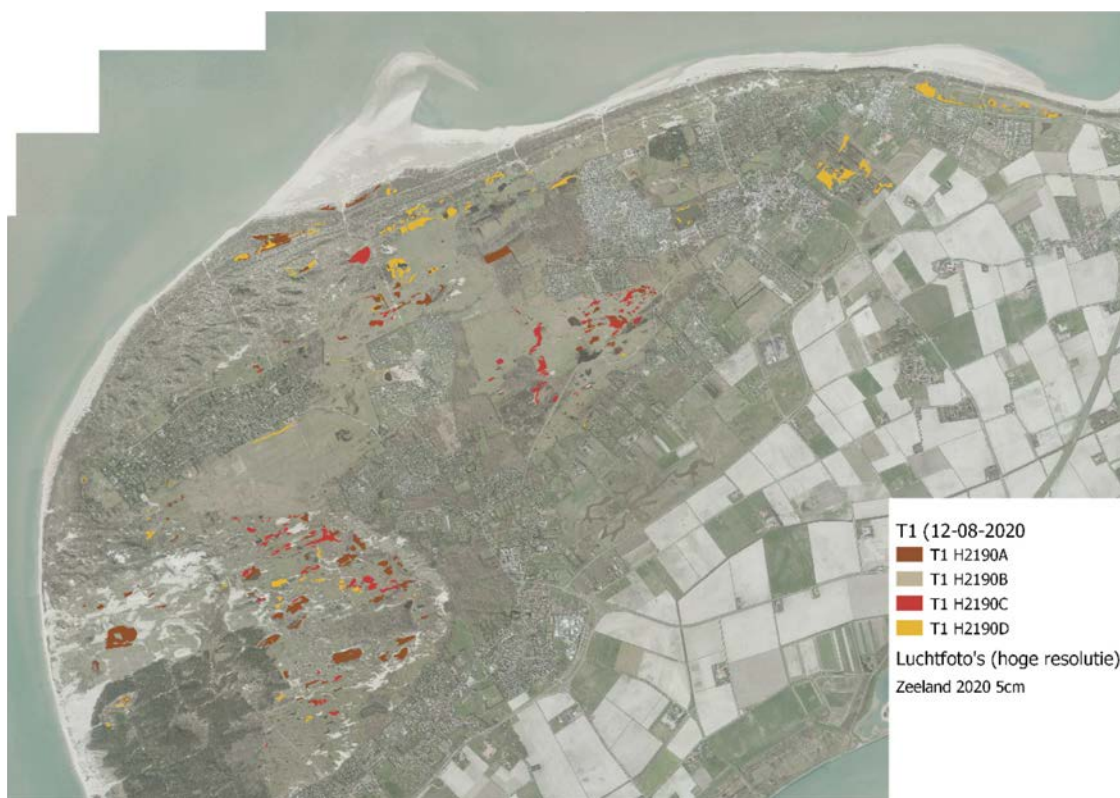 T1 (12-08-2020
T1 H2190A
T1 H2190B
T1 H2190C
T1 H2190D
Luchtfoto's (hoge resolutie)
Zeeland 2020 5cm